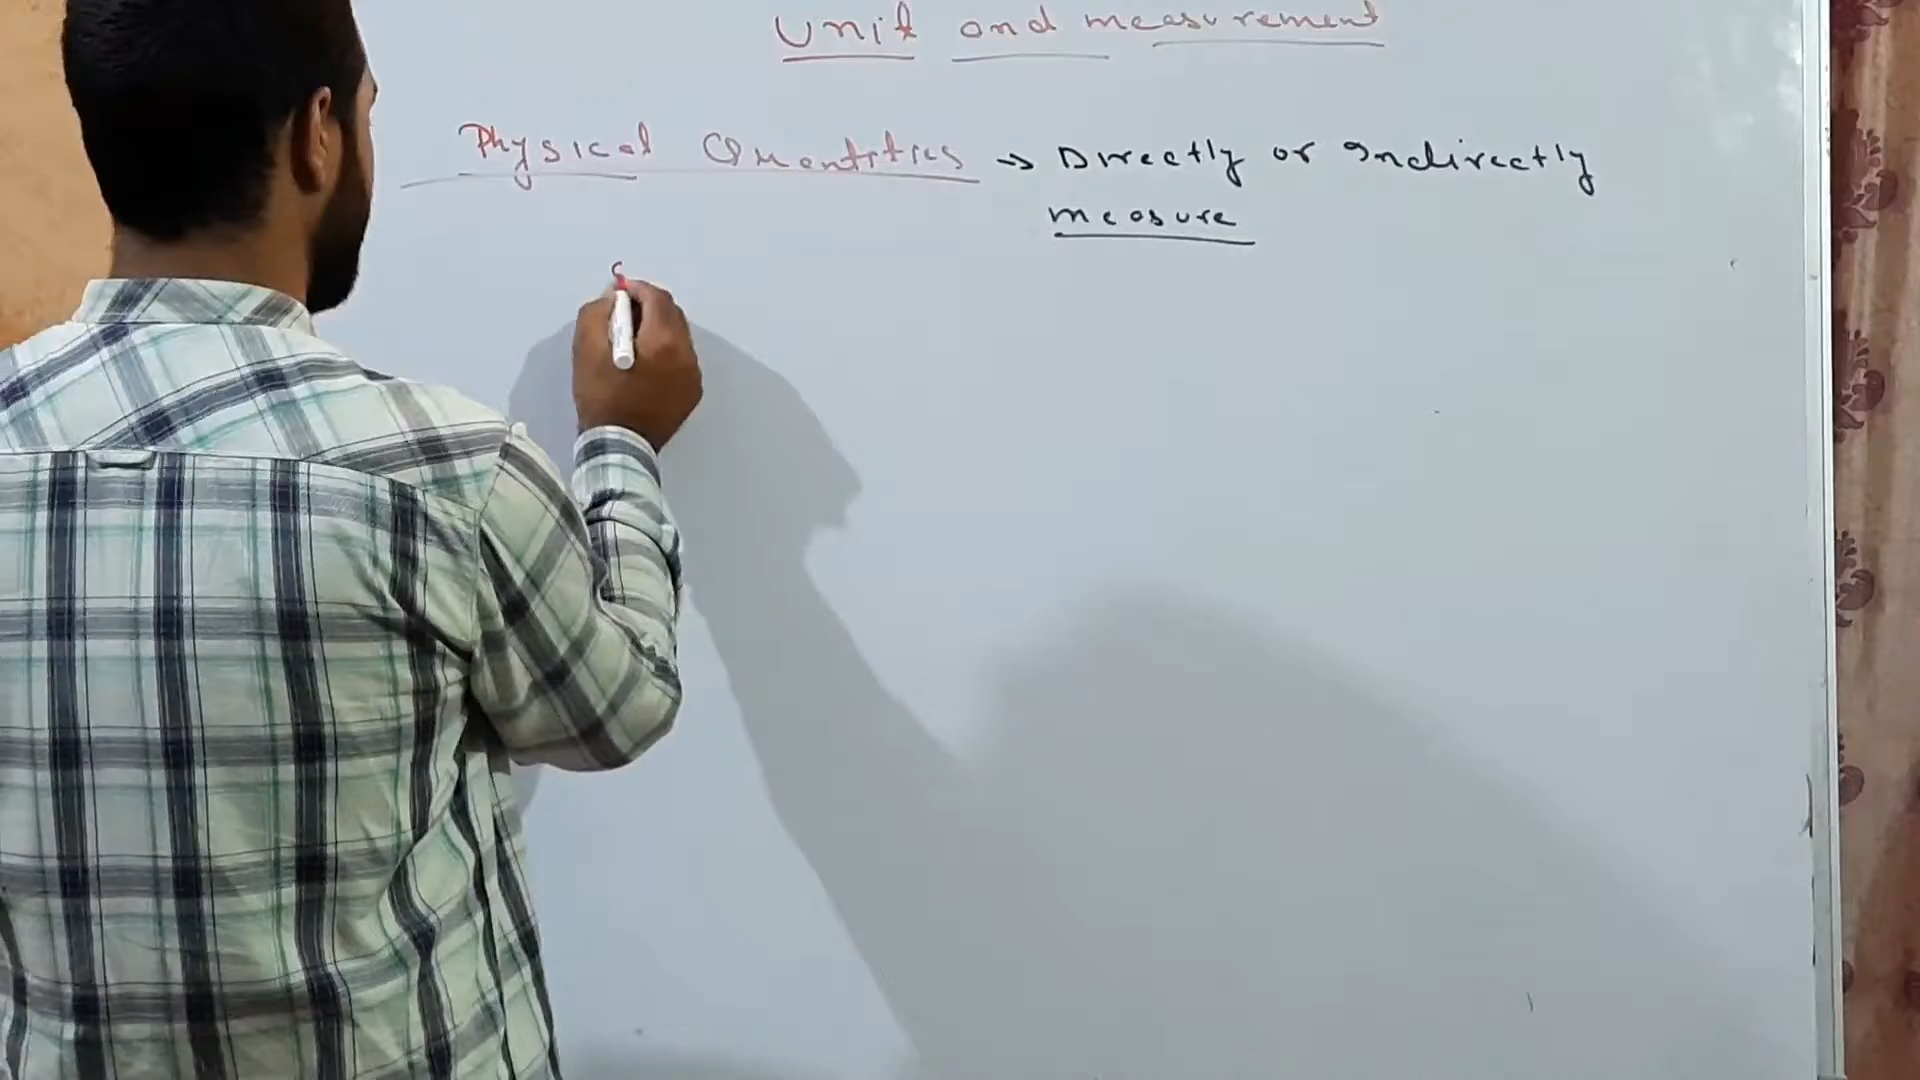 Unit and measurement
Physical Quantities → Directly or Indirectly
measure